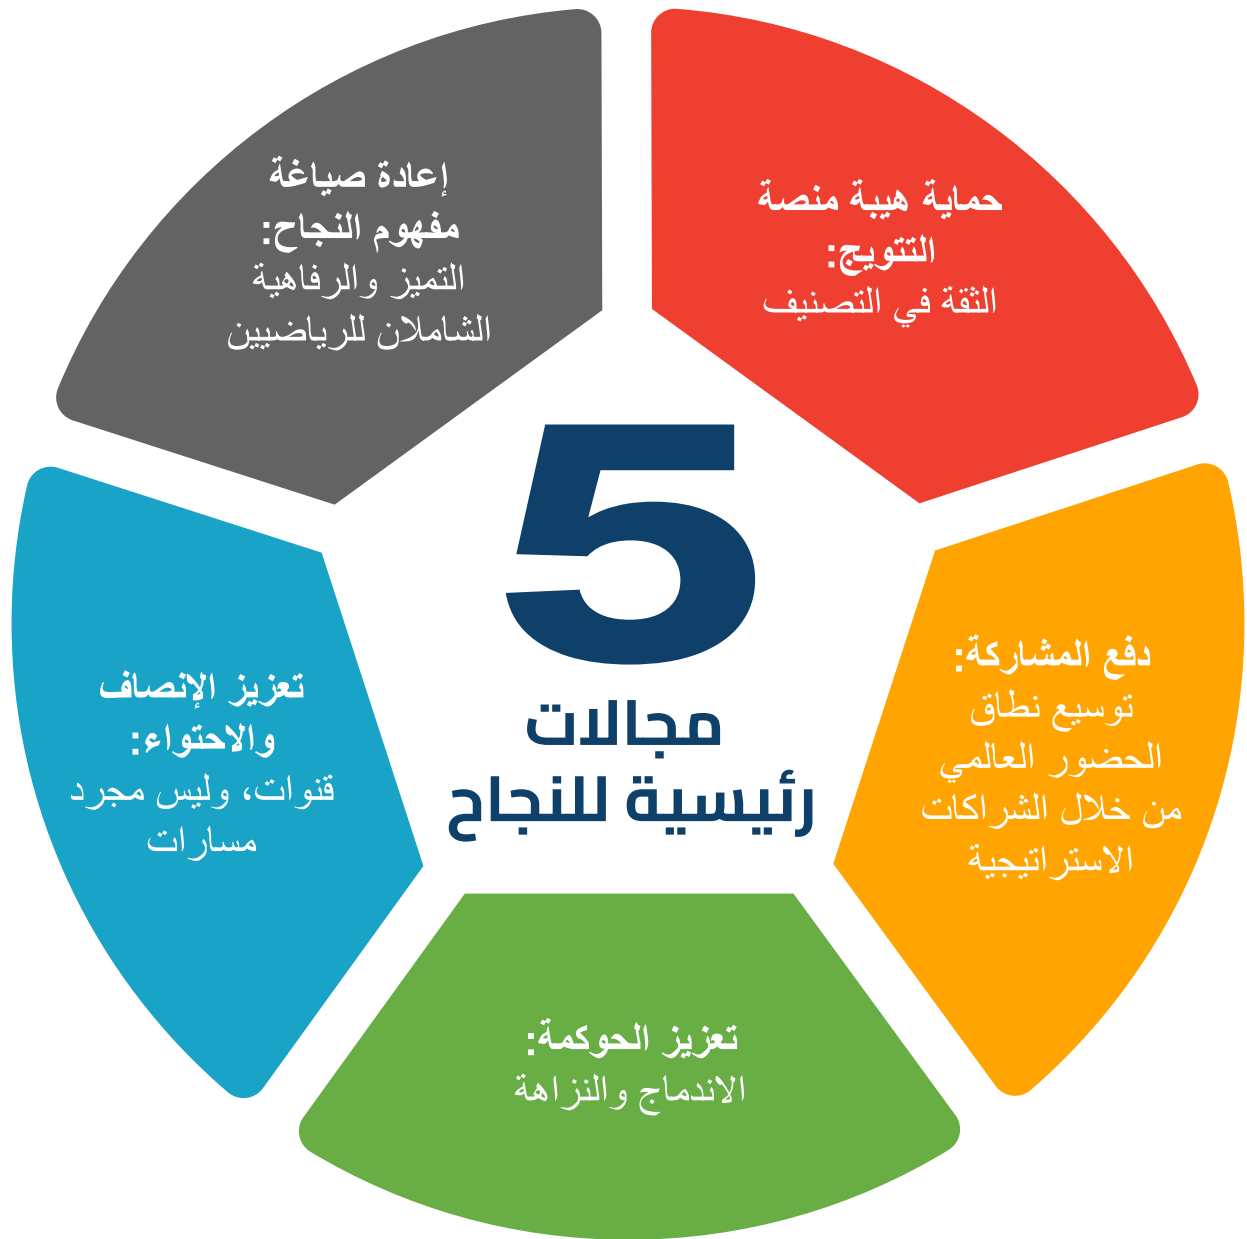 5
مجالات
رئيسية للنجاح
حماية هيبة منصة
التتويج:
الثقة في التصنيف
دفع المشاركة:
توسيع نطاق
الحضور العالمي
من خلال الشراكات
الاستراتيجية
تعزيز الحوكمة:
الاندماج والنزاهة
تعزيز الإنصاف
والاحتواء:
قنوات، وليس مجرد
مسارات
إعادة صياغة
مفهوم النجاح:
التميز والرفاهية
الشاملان للرياضيين